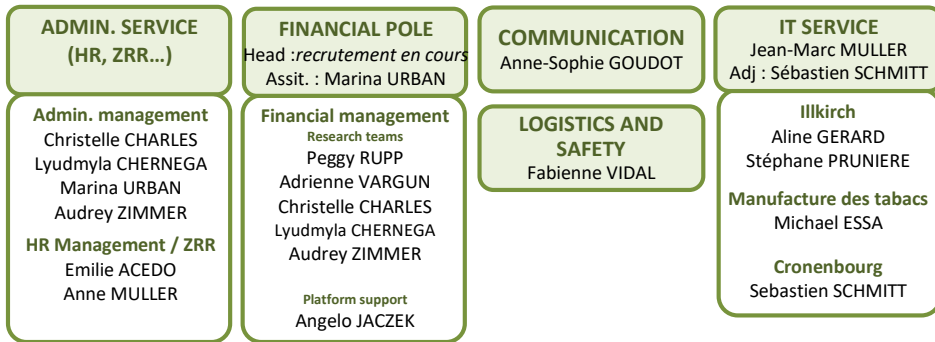 ADMIN. SERVICE
(HR, ZRR...)
Admin. management
Christelle CHARLES
Lyudmyla CHERNEGA
Marina URBAN
Audrey ZIMMER
HR Management / ZRR
Emilie ACEDO
Anne MULLER
FINANCIAL POLE
Head :recrutement en cours
Assit. : Marina URBAN
Financial management
Research teams
Peggy RUPP
Adrienne VARGUN
Christelle CHARLES
Lyudmyla CHERNEGA
Audrey ZIMMER
Platform support
Angelo JACZEK
COMMUNICATION
Anne-Sophie GOUDOT
LOGISTICS AND
SAFETY
Fabienne VIDAL
IT SERVICE
Jean-Marc MULLER
Adj : Sébastien SCHMITT
Illkirch
Aline GERARD
Stéphane PRUNIERE
Manufacture des tabacs
Michael ESSA
Cronenbourg
Sebastien SCHMITT